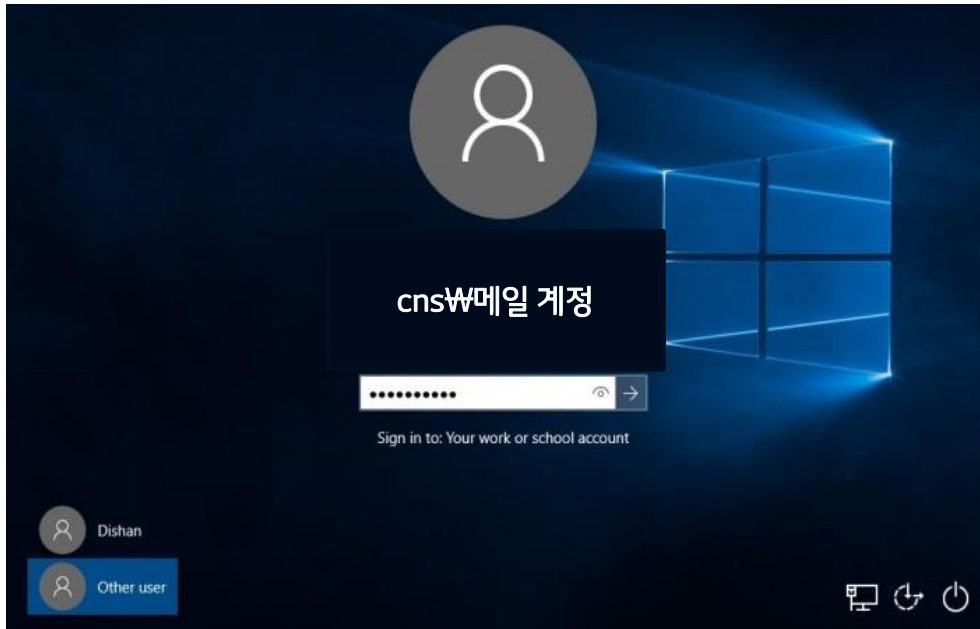 cns₩메일 계정
••••••••••
Sign in to: Your work or school account
Dishan
Other user